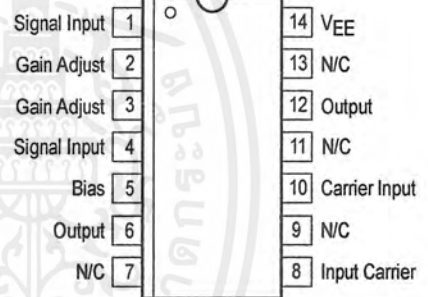 Signal Input 1
Gain Adjust 2
Gain Adjust 3
Signal Input 4
Bias 5
Output 6
N/C 7
14 VEE
13 N/C
12 Output
11 N/C
10 Carrier Input
9 N/C
8 Input Carrier